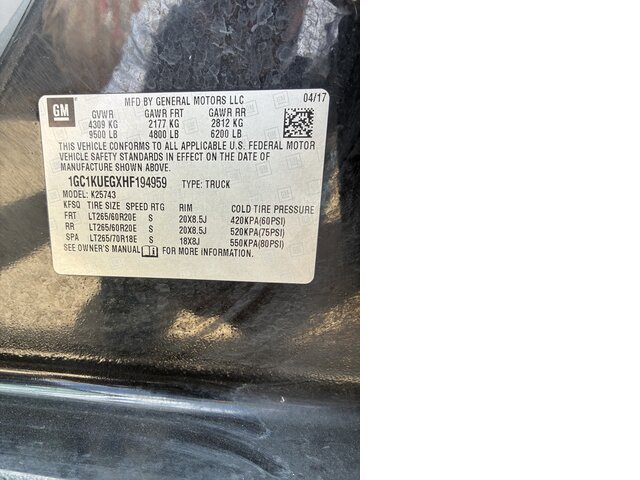 GM
MFD BY GENERAL MOTORS LLC 04/17
GVWR GAWR FRT GAWR RR
4309 KG 2177 KG 2812 KG
9500 LB 4800 LB 6200 LB
THIS VEHICLE CONFORMS TO ALL APPLICABLE U.S. FEDERAL MOTOR
VEHICLE SAFETY STANDARDS IN EFFECT ON THE DATE OF
MANUFACTURE SHOWN ABOVE.
1GC1KUEGXHF194959 TYPE: TRUCK
MODEL: K25743
KFSQ TIRE SIZE SPEED RTG RIM COLD TIRE PRESSURE
FRT LT265/60R20E S 20X8.5J 420KPA(60PSI)
RR LT265/60R20E S 20X8.5J 520KPA(75PSI)
SPA LT265/70R18E S 18X8J 550KPA(80PSI)
SEE OWNER'S MANUAL FOR MORE INFORMATION.